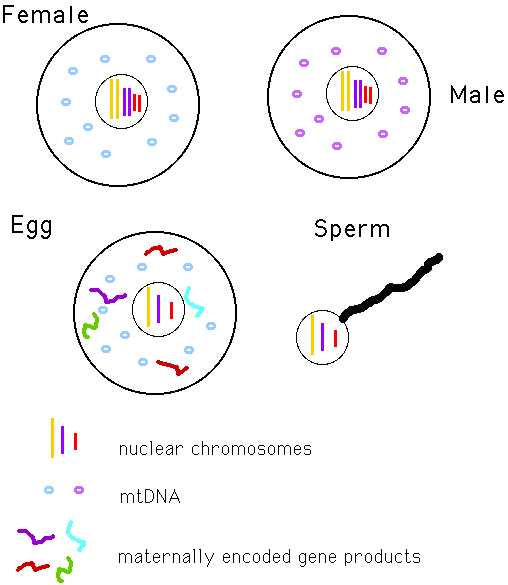 Female
Male
Egg
Sperm
nuclear chromosomes
mtDNA
maternally encoded gene products